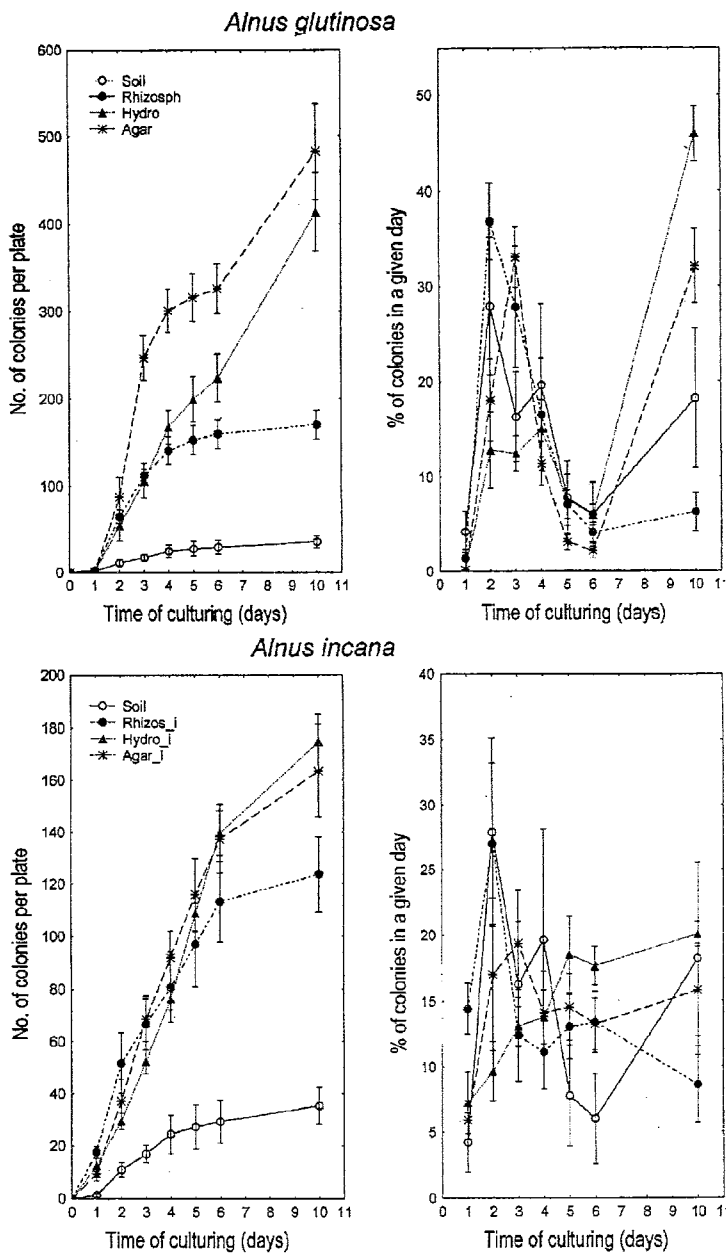 Alnus glutinosa
600
500
400
300
200
100
0
No. of colonies per plate
Soil
Rhizosph
Hydro
Agar
0 1 2 3 4 5 6 7 8 9 10 11
Time of culturing (days)
50
40
30
20
10
0
% of colonies in a given day
0 1 2 3 4 5 6 7 8 9 10 11
Time of culturing (days)
Alnus incana
200
180
160
140
120
100
80
60
40
20
0
No. of colonies per plate
Soil
Rhizos_i
Hydro_i
Agar_i
0 1 2 3 4 5 6 7 8 9 10 11
Time of culturing (days)
40
35
30
25
20
15
10
5
0
% of colonies in a given day
0 1 2 3 4 5 6 7 8 9 10 11
Time of culturing (days)